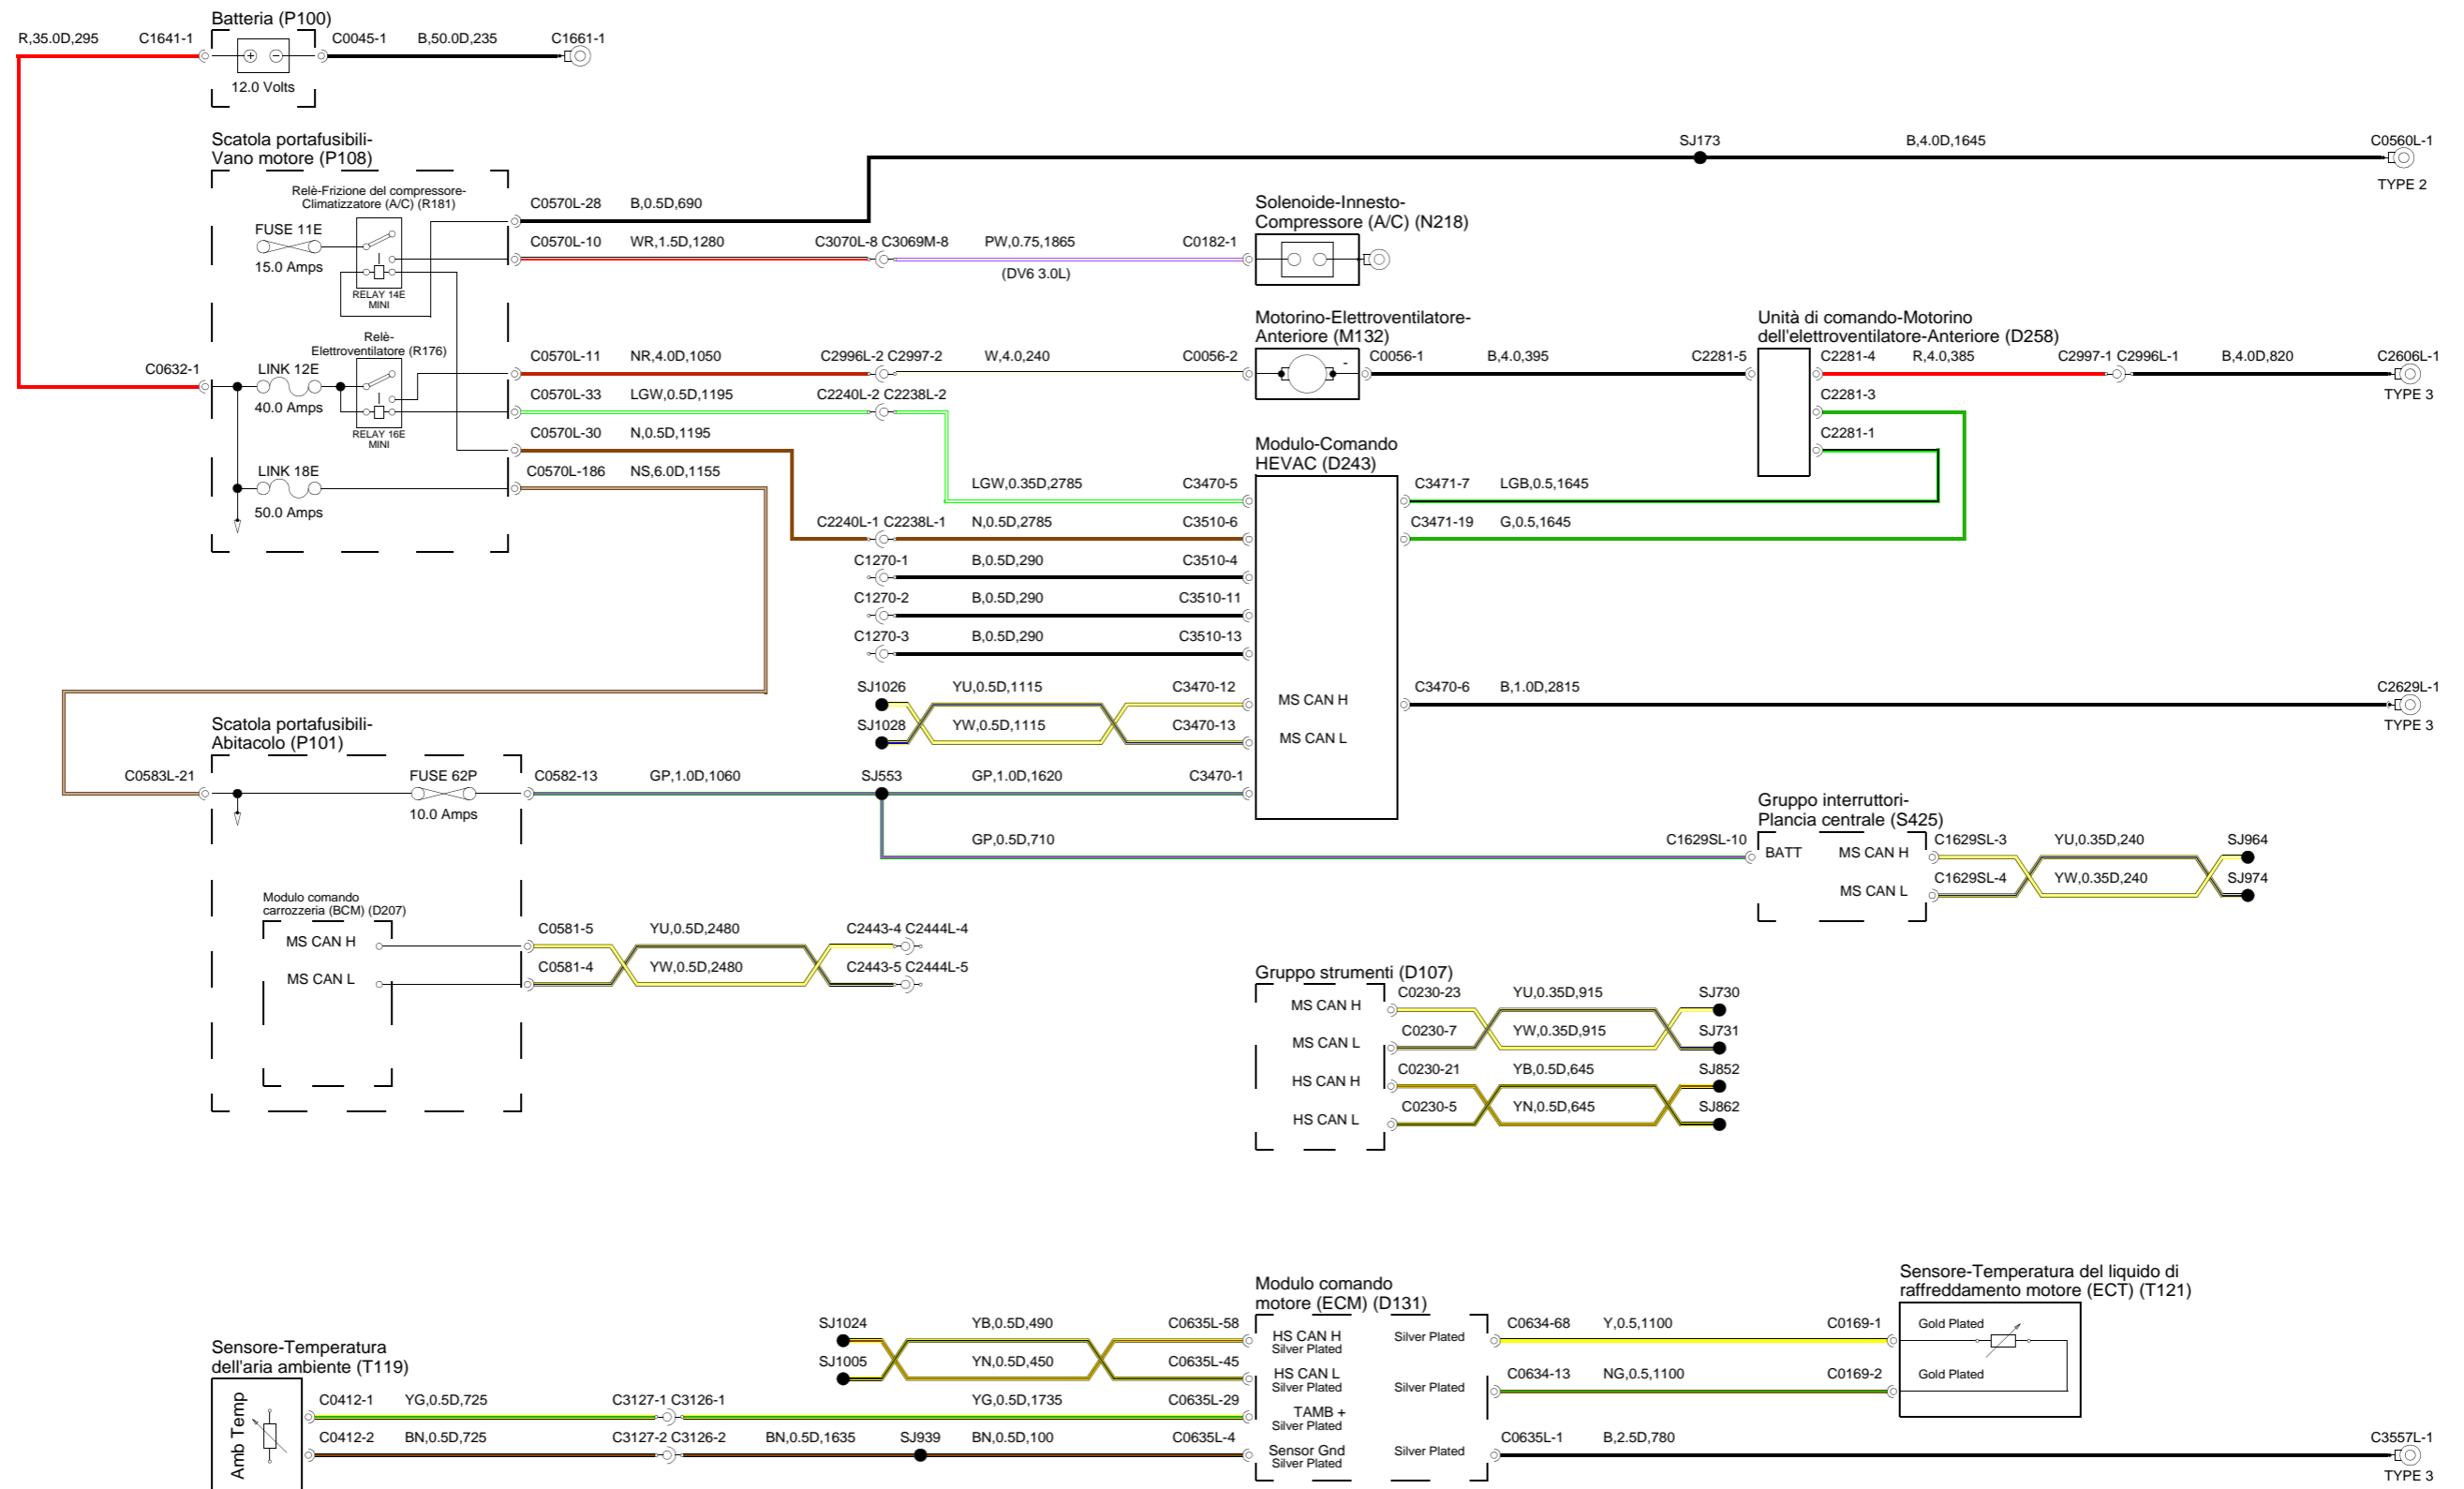 Batteria (P100)
R,35.0D,295
C1641-1
C0045-1
B,50.0D,235
C1661-1
12.0 Volts
Scatola portafusibili-
Vano motore (P108)
SJ173
B,4.0D,1645
C0560L-1
TYPE 2
Relè-Frizione del compressore-
Climatizzatore (A/C) (R181)
FUSE 11E
15.0 Amps
RELAY 14E
MINI
C0570L-28
B,0.5D,690
C0570L-10
WR,1.5D,1280
C3070L-8 C3069M-8
PW,0.75,1865
(DV6 3.0L)
C0182-1
Solenoide-Innesto-
Compressore (A/C) (N218)
Relè-
Elettroventilatore (R176)
C0632-1
LINK 12E
40.0 Amps
RELAY 16E
MINI
LINK 18E
50.0 Amps
C0570L-11
NR,4.0D,1050
C2996L-2 C2997-2
W,4.0,240
C0056-2
Motorino-Elettroventilatore-
Anteriore (M132)
-
C0056-1
B,4.0,395
C2281-5
Unità di comando-Motorino
dell'elettroventilatore-Anteriore (D258)
C2281-4
R,4.0,385
C2997-1 C2996L-1
B,4.0D,820
C2606L-1
TYPE 3
C2281-3
C2281-1
C0570L-33
LGW,0.5D,1195
C2240L-2 C2238L-2
C0570L-30
N,0.5D,1195
C0570L-186
NS,6.0D,1155
Modulo-Comando
HEVAC (D243)
LGW,0.35D,2785
C3470-5
C3471-7
LGB,0.5,1645
C2240L-1 C2238L-1
N,0.5D,2785
C3510-6
C3471-19
G,0.5,1645
C1270-1
B,0.5D,290
C3510-4
C1270-2
B,0.5D,290
C3510-11
C1270-3
B,0.5D,290
C3510-13
SJ1026
YU,0.5D,1115
C3470-12
MS CAN H
C3470-6
B,1.0D,2815
C2629L-1
TYPE 3
SJ1028
YW,0.5D,1115
C3470-13
MS CAN L
Scatola portafusibili-
Abitacolo (P101)
C0583L-21
FUSE 62P
10.0 Amps
C0582-13
GP,1.0D,1060
SJ553
GP,1.0D,1620
C3470-1
GP,0.5D,710
C1629SL-10
Gruppo interruttori-
Plancia centrale (S425)
BATT
MS CAN H
MS CAN L
C1629SL-3
YU,0.35D,240
SJ964
C1629SL-4
YW,0.35D,240
SJ974
Modulo comando
carrozzeria (BCM) (D207)
MS CAN H
MS CAN L
C0581-5
YU,0.5D,2480
C2443-4 C2444L-4
C0581-4
YW,0.5D,2480
C2443-5 C2444L-5
Gruppo strumenti (D107)
MS CAN H
C0230-23
YU,0.35D,915
SJ730
MS CAN L
C0230-7
YW,0.35D,915
SJ731
HS CAN H
C0230-21
YB,0.5D,645
SJ852
HS CAN L
C0230-5
YN,0.5D,645
SJ862
Modulo comando
motore (ECM) (D131)
Sensore-Temperatura del liquido di
raffreddamento motore (ECT) (T121)
SJ1024
YB,0.5D,490
C0635L-58
HS CAN H
Silver Plated
Silver Plated
C0634-68
Y,0.5,1100
C0169-1
Gold Plated
SJ1005
YN,0.5D,450
C0635L-45
HS CAN L
Silver Plated
Silver Plated
C0634-13
NG,0.5,1100
C0169-2
Gold Plated
Sensore-Temperatura
dell'aria ambiente (T119)
Amb Temp
C0412-1
YG,0.5D,725
C3127-1 C3126-1
YG,0.5D,1735
C0635L-29
TAMB +
Silver Plated
C0412-2
BN,0.5D,725
C3127-2 C3126-2
BN,0.5D,1635
SJ939
BN,0.5D,100
C0635L-4
Sensor Gnd
Silver Plated
Silver Plated
C0635L-1
B,2.5D,780
C3557L-1
TYPE 3